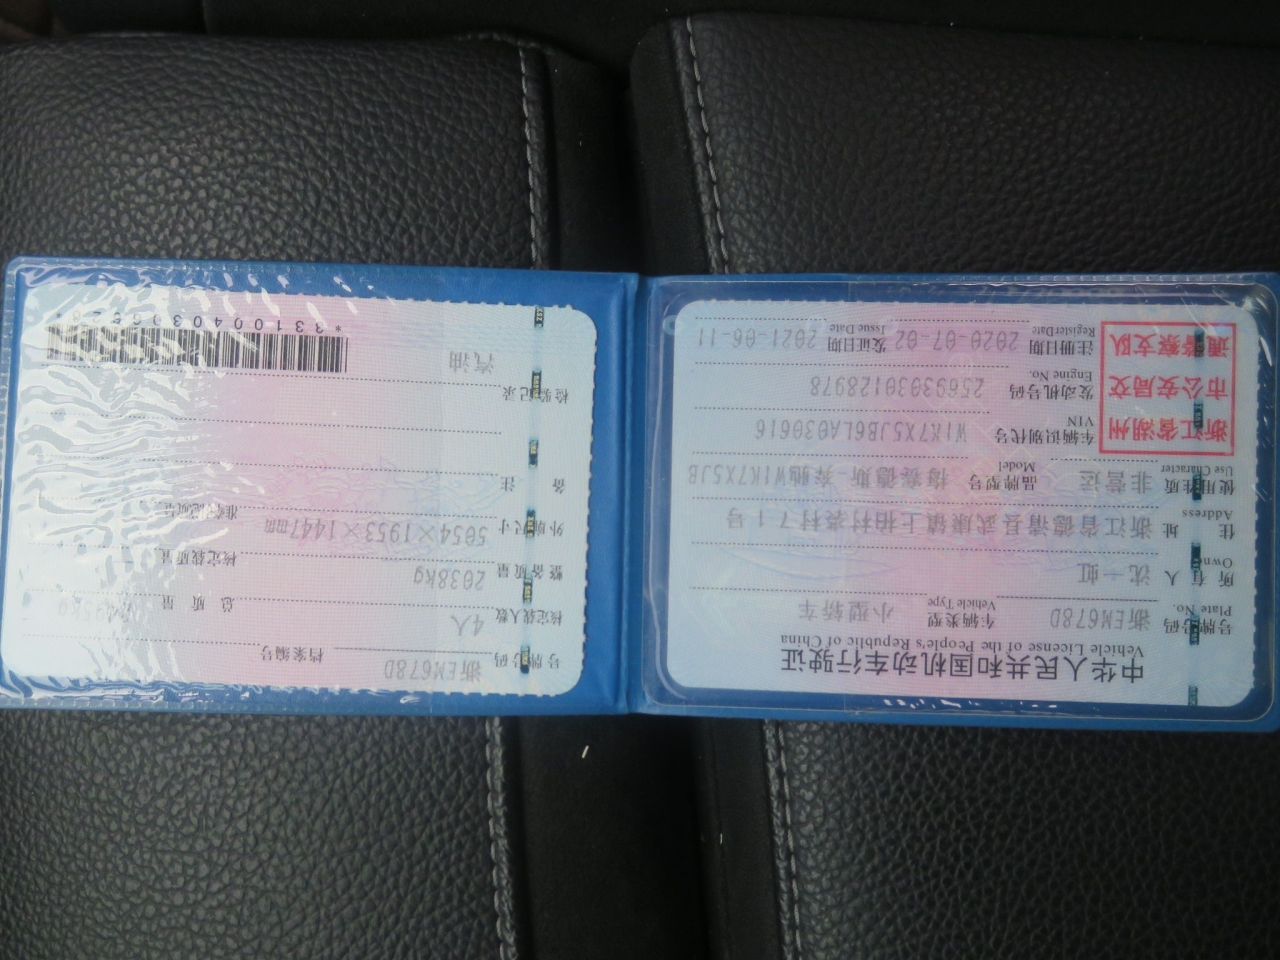 中华人民共和国机动车行驶证
Vehicle License of the People's Republic of China
号牌号码 浙EM678D 车辆类型 小型轿车
Plate No. Vehicle Type
所有人 沈一虹
Owner
住址 浙江省德清县武康镇上柏村袁村71号
Address
使用性质 非营运 品牌型号 梅赛德斯-奔驰W1K7X5JB
Use Character Model
浙江省湖州
市公安局交
通警察支队
车辆识别代号 W1K7X5JB6LA030616
VIN
发动机号码 25693030128978
Engine No.
注册日期 2020-07-02 发证日期 2021-06-11
Register Date Issue Date
号牌号码 浙EM678D 档案编号
核定载人数 4人 总质量
整备质量 2038kg 核定载质量
外廓尺寸 5054×1953×1447mm 准牵引总质量
备注
检验记录
汽油